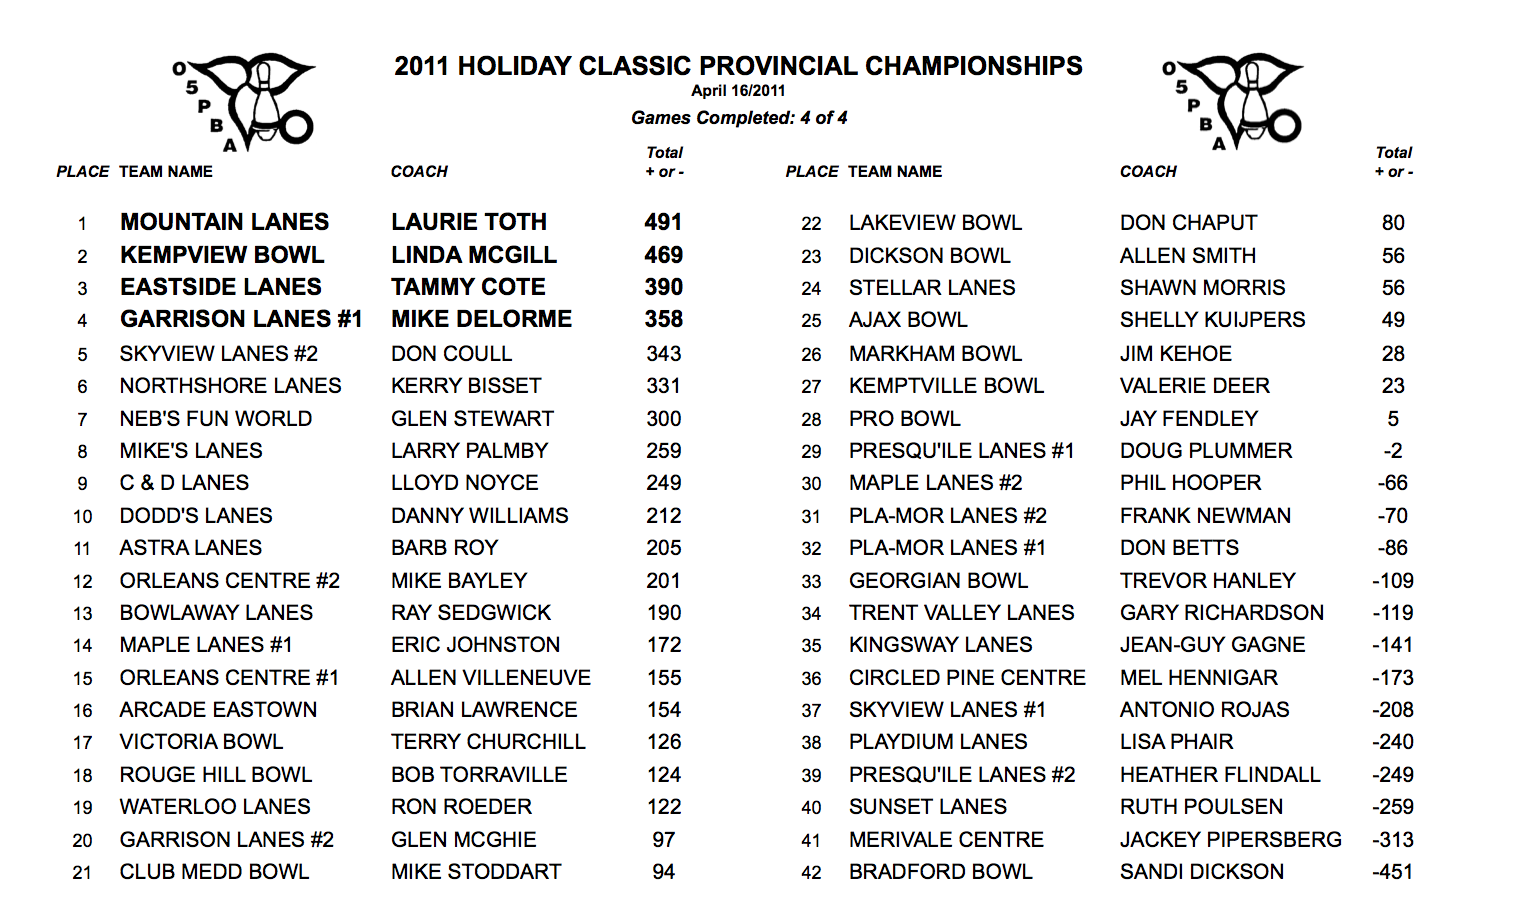 O5PBA
2011 HOLIDAY CLASSIC PROVINCIAL CHAMPIONSHIPS
O5PBA
April 16/2011
Games Completed: 4 of 4
PLACE TEAM NAME COACH Total + or -
1 MOUNTAIN LANES LAURIE TOTH 491
2 KEMPVIEW BOWL LINDA MCGILL 469
3 EASTSIDE LANES TAMMY COTE 390
4 GARRISON LANES #1 MIKE DELORME 358
5 SKYVIEW LANES #2 DON COULL 343
6 NORTHSHORE LANES KERRY BISSET 331
7 NEB'S FUN WORLD GLEN STEWART 300
8 MIKE'S LANES LARRY PALMBY 259
9 C & D LANES LLOYD NOYCE 249
10 DODD'S LANES DANNY WILLIAMS 212
11 ASTRA LANES BARB ROY 205
12 ORLEANS CENTRE #2 MIKE BAYLEY 201
13 BOWLAWAY LANES RAY SEDGWICK 190
14 MAPLE LANES #1 ERIC JOHNSTON 172
15 ORLEANS CENTRE #1 ALLEN VILLENEUVE 155
16 ARCADE EASTOWN BRIAN LAWRENCE 154
17 VICTORIA BOWL TERRY CHURCHILL 126
18 ROUGE HILL BOWL BOB TORRAVILLE 124
19 WATERLOO LANES RON ROEDER 122
20 GARRISON LANES #2 GLEN MCGHIE 97
21 CLUB MEDD BOWL MIKE STODDART 94
PLACE TEAM NAME COACH Total + or -
22 LAKEVIEW BOWL DON CHAPUT 80
23 DICKSON BOWL ALLEN SMITH 56
24 STELLAR LANES SHAWN MORRIS 56
25 AJAX BOWL SHELLY KUIJPERS 49
26 MARKHAM BOWL JIM KEHOE 28
27 KEMPTVILLE BOWL VALERIE DEER 23
28 PRO BOWL JAY FENDLEY 5
29 PRESQU'ILE LANES #1 DOUG PLUMMER -2
30 MAPLE LANES #2 PHIL HOOPER -66
31 PLA-MOR LANES #2 FRANK NEWMAN -70
32 PLA-MOR LANES #1 DON BETTS -86
33 GEORGIAN BOWL TREVOR HANLEY -109
34 TRENT VALLEY LANES GARY RICHARDSON -119
35 KINGSWAY LANES JEAN-GUY GAGNE -141
36 CIRCLED PINE CENTRE MEL HENNIGAR -173
37 SKYVIEW LANES #1 ANTONIO ROJAS -208
38 PLAYDIUM LANES LISA PHAIR -240
39 PRESQU'ILE LANES #2 HEATHER FLINDALL -249
40 SUNSET LANES RUTH POULSEN -259
41 MERIVALE CENTRE JACKEY PIPERSBERG -313
42 BRADFORD BOWL SANDI DICKSON -451